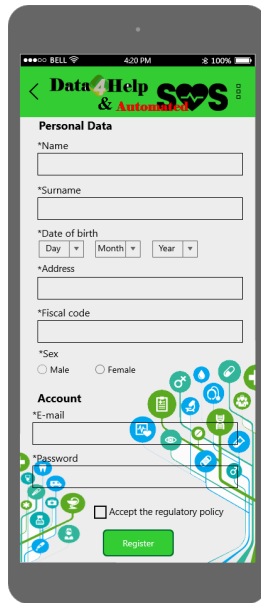 BELL 4:20 PM 100%
Data4Help
& Automated SOS
Personal Data
*Name
*Surname
*Date of birth
Day Month Year
*Address
*Fiscal code
*Sex
Male Female
Account
*E-mail
*Password
Accept the regulatory policy
Register